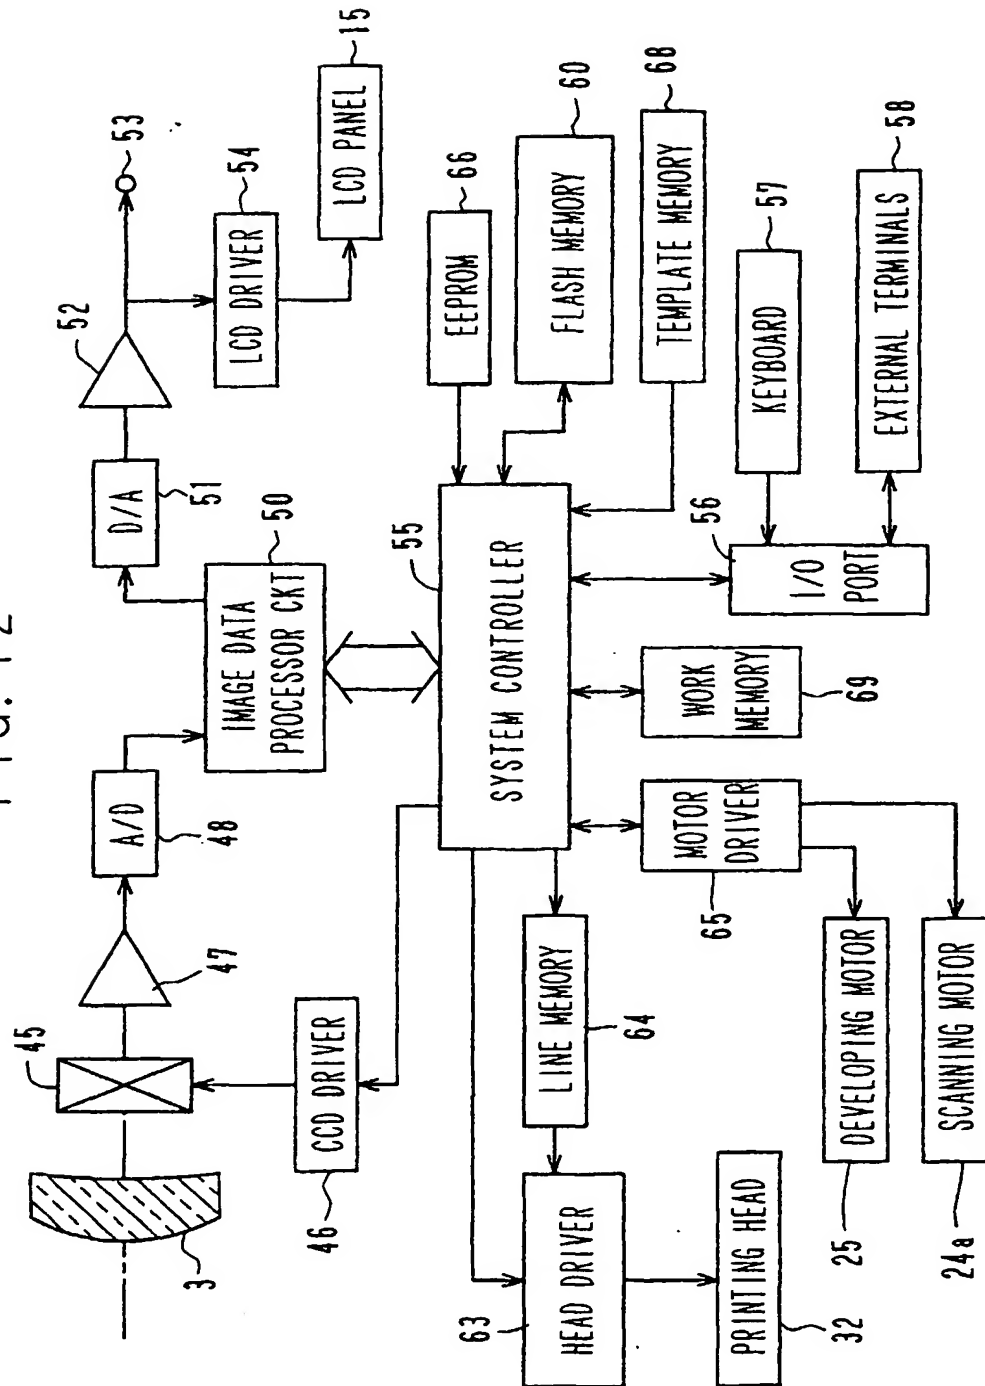 FIG. 12
3
45
47
A/D
48
IMAGE DATA
PROCESSOR CKT
50
D/A
51
52
53
LCD DRIVER
54
LCD PANEL
15
CCD DRIVER
46
SYSTEM CONTROLLER
55
EEPROM
66
FLASH MEMORY
60
TEMPLATE MEMORY
68
KEYBOARD
57
EXTERNAL TERMINALS
58
I/O
PORT
56
WORK
MEMORY
69
MOTOR
DRIVER
65
LINE MEMORY
64
HEAD DRIVER
63
PRINTING HEAD
32
DEVELOPING MOTOR
25
SCANNING MOTOR
24a